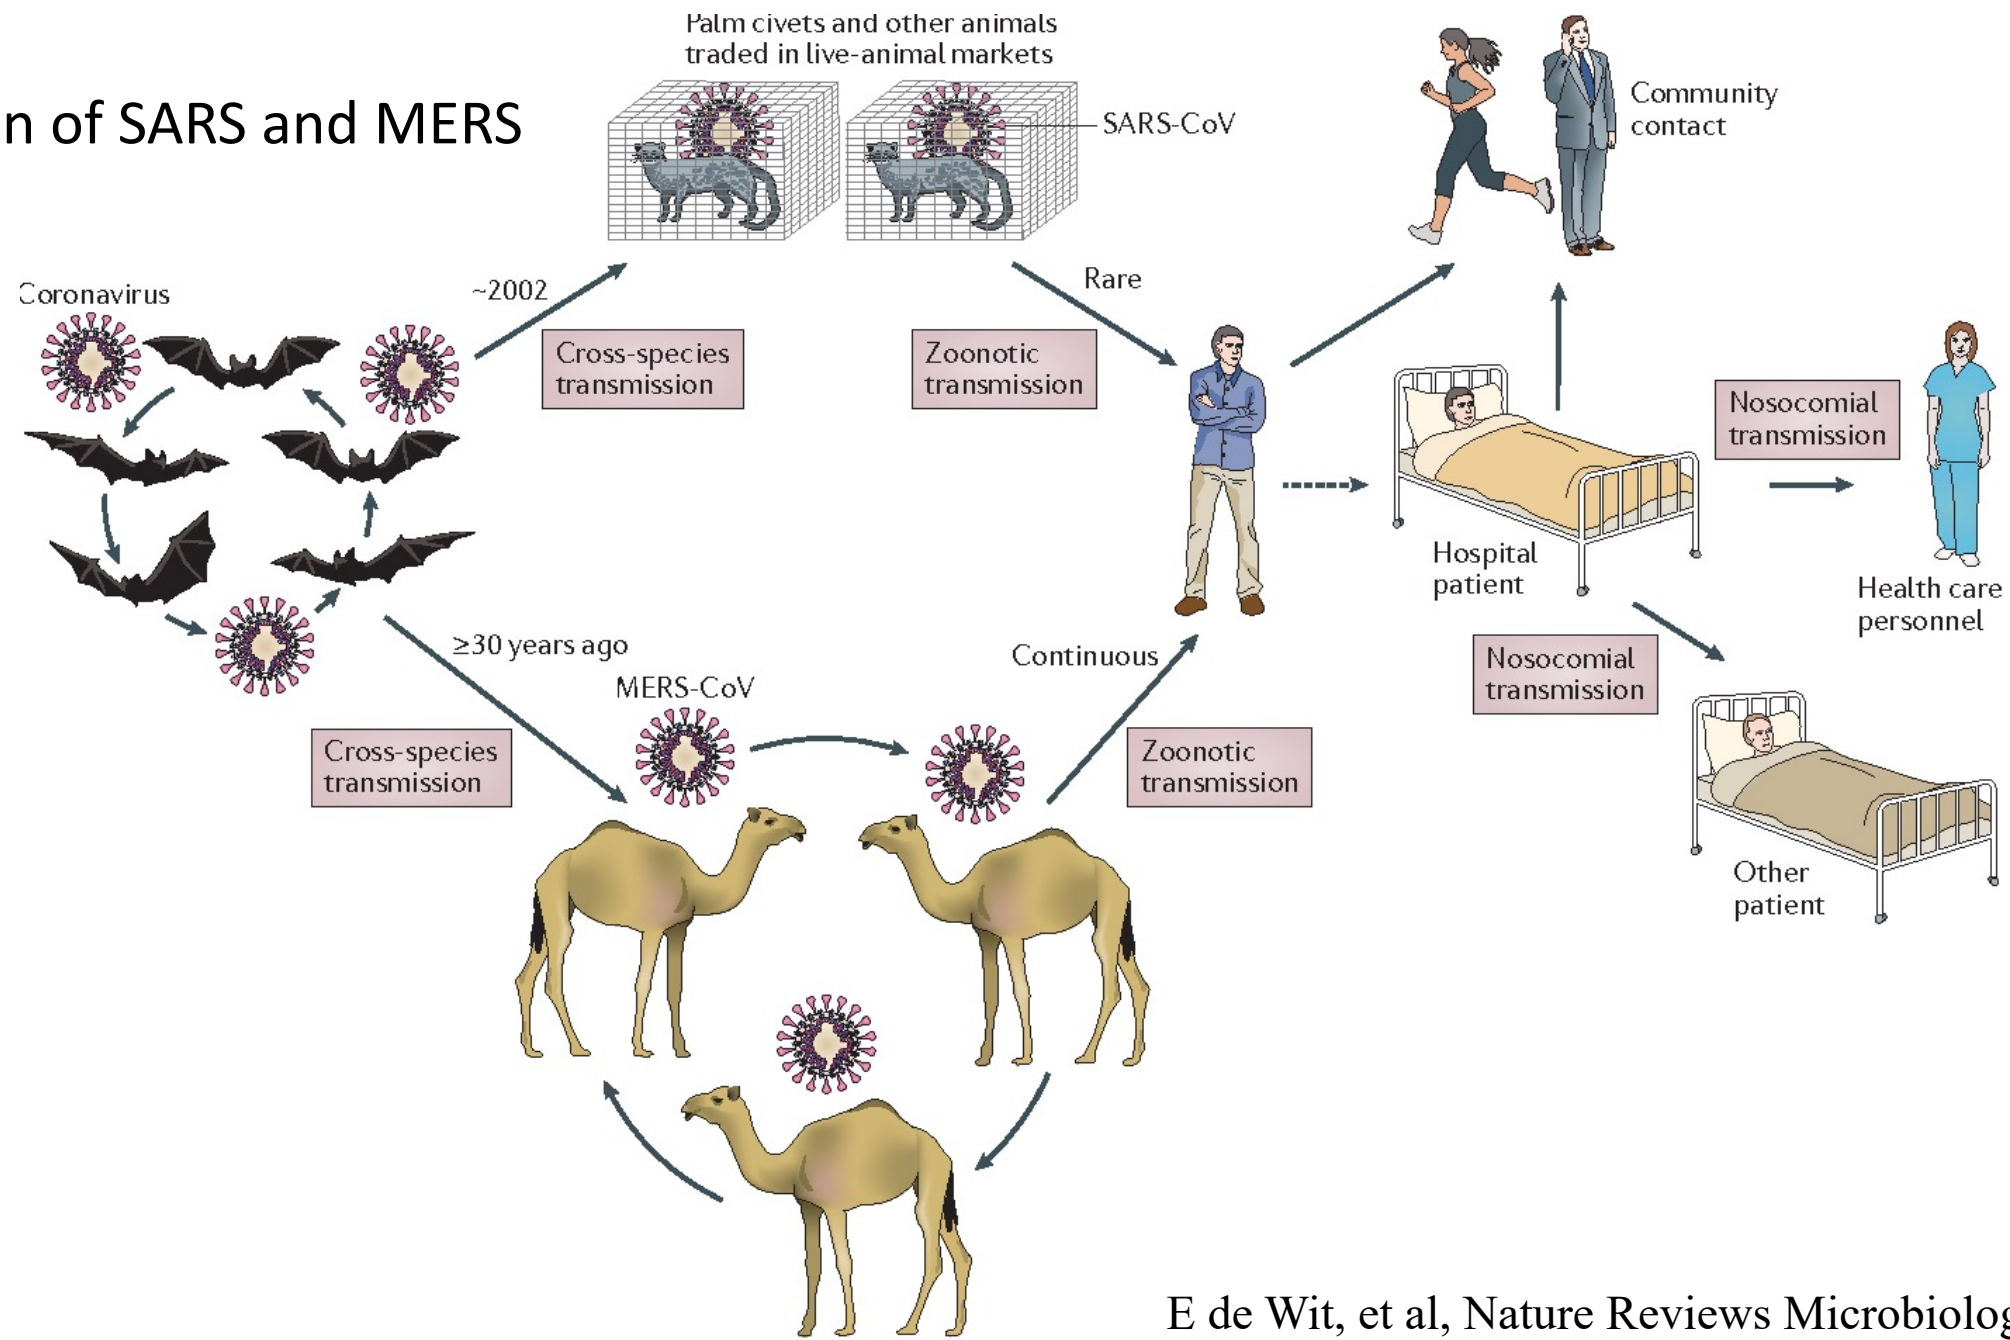 Palm civets and other animals
traded in live-animal markets
n of SARS and MERS
SARS-CoV
Community
contact
Coronavirus
~2002
Rare
Cross-species
transmission
Zoonotic
transmission
Nosocomial
transmission
Hospital
patient
Health care
personnel
≥30 years ago
MERS-CoV
Continuous
Nosocomial
transmission
Cross-species
transmission
Zoonotic
transmission
Other
patient
E de Wit, et al, Nature Reviews Microbiolog